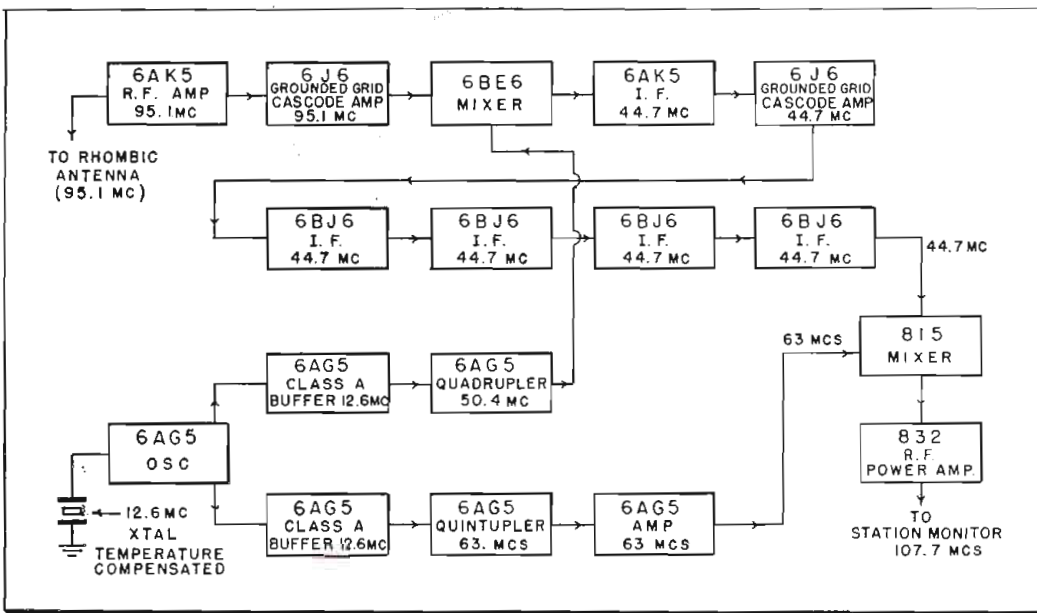 6AK5
R.F. AMP
95.1MC
6J6
GROUNDED GRID
CASCODE AMP
95.1 MC
6BE6
MIXER
6AK5
I.F.
44.7 MC
6J6
GROUNDED GRID
CASCODE AMP
44.7 MC
TO RHOMBIC
ANTENNA
(95.1 MC)
6BJ6
I.F.
44.7 MC
6BJ6
I.F.
44.7 MC
6BJ6
I.F.
44.7 MC
6BJ6
I.F.
44.7 MC
44.7 MC
63 MCS
815
MIXER
6AG5
CLASS A
BUFFER 12.6MC
6AG5
QUADRUPLER
50.4 MC
6AG5
OSC
832
R.F.
POWER AMP.
12.6 MC
XTAL
TEMPERATURE
COMPENSATED
6AG5
CLASS A
BUFFER 12.6MC
6AG5
QUINTUPLER
63. MCS
6AG5
AMP
63 MCS
TO
STATION MONITOR
107.7 MCS